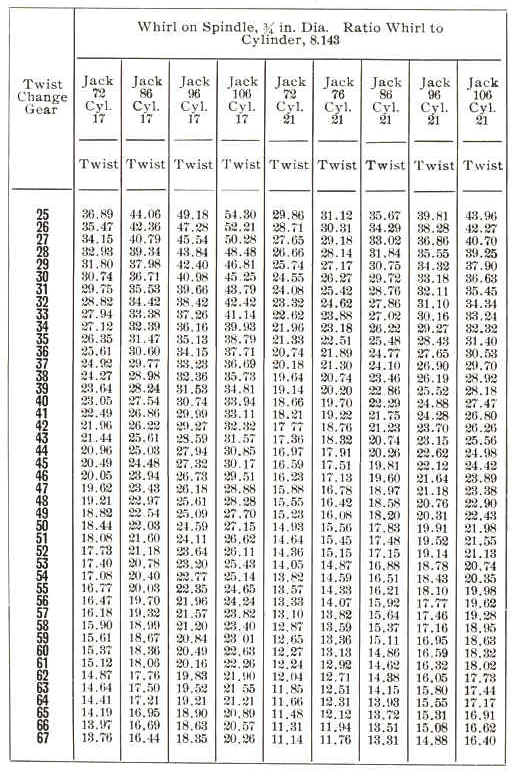 Whirl on Spindle, ¾ in. Dia. Ratio Whirl to
Cylinder, 8.143
Twist Change Gear | Jack 72 Cyl. 17 | Jack 86 Cyl. 17 | Jack 96 Cyl. 17 | Jack 106 Cyl. 17 | Jack 72 Cyl. 21 | Jack 76 Cyl. 21 | Jack 86 Cyl. 21 | Jack 96 Cyl. 21 | Jack 106 Cyl. 21
Twist Twist Twist Twist Twist Twist Twist Twist Twist
25 36.89 44.06 49.18 54.30 29.86 31.12 35.67 39.81 43.96
26 35.47 42.36 47.28 52.21 28.71 30.31 34.29 38.28 42.27
27 34.15 40.79 45.54 50.28 27.65 29.18 33.02 36.86 40.70
28 32.93 39.34 43.84 48.48 26.66 28.14 31.84 35.55 39.25
29 31.80 37.98 42.40 46.81 25.74 27.17 30.75 34.32 37.90
30 30.74 36.71 40.98 45.25 24.55 26.27 29.72 33.18 36.63
31 29.75 35.53 39.66 43.79 24.08 25.42 28.76 32.11 35.45
32 28.82 34.42 38.42 42.42 23.32 24.62 27.86 31.10 34.34
33 27.94 33.38 37.26 41.14 22.62 23.88 27.02 30.16 33.24
34 27.12 32.39 36.16 39.93 21.96 23.18 26.22 29.27 32.32
35 26.35 31.47 35.13 38.79 21.33 22.51 25.48 28.43 31.40
36 25.61 30.60 34.15 37.71 20.74 21.89 24.77 27.65 30.53
37 24.92 29.77 33.23 36.69 20.18 21.30 24.10 26.90 29.70
38 24.27 28.98 32.36 35.73 19.64 20.74 23.46 26.19 28.92
39 23.64 28.24 31.53 34.81 19.14 20.20 22.86 25.52 28.18
40 23.05 27.54 30.74 33.94 18.66 19.70 22.29 24.88 27.47
41 22.49 26.86 29.99 33.11 18.21 19.22 21.75 24.28 26.80
42 21.96 26.22 29.27 32.32 17 77 18.76 21.23 23.70 26.26
43 21.44 25.61 28.59 31.57 17.36 18.32 20.74 23.15 25.56
44 20.96 25.03 27.94 30.85 16.97 17.91 20.26 22.62 24.98
45 20.49 24.48 27.32 30.17 16.59 17.51 19.81 22.12 24.42
46 20.05 23.94 26.73 29.51 16.23 17.13 19.60 21.64 23.89
47 19.62 23.43 26.18 28.88 15.88 16.78 18.97 21.18 23.38
48 19.21 22.97 25.61 28.28 15.55 16.42 18.58 20.76 22.90
49 18.82 22 54 25.09 27.70 15.23 16.08 18.20 20.31 22.43
50 18.44 22.03 24.59 27.15 14.93 15.56 17.83 19.91 21.98
51 18.08 21.60 24.11 26.62 14.64 15.45 17.48 19.52 21.55
52 17.73 21.18 23.64 26.11 14.36 15.15 17.15 19.14 21.13
53 17.40 20.78 23.20 25.43 14.05 14.87 16.88 18.78 20.74
54 17.08 20.40 22.77 25.14 13.82 14.59 16.51 18.43 20.35
55 16.77 20.03 22.35 24.65 13.57 14.33 16.21 18.10 19.98
56 16.47 19.70 21.96 24.24 13.33 14.07 15.92 17.77 19.62
57 16.18 19.32 21.57 23.82 13.10 13.82 15.64 17.46 19.28
58 15.90 18.99 21.20 23.40 12.87 13.59 15.37 17.16 18.95
59 15.61 18.67 20.84 23 01 12.65 13.36 15.11 16.95 18.63
60 15.37 18.36 20.49 22.63 12.27 13.13 14.86 16.59 18.32
61 15.12 18.06 20.16 22.26 12.24 12.92 14.62 16.32 18.02
62 14.87 17.76 19.83 21.90 12.04 12.71 14.38 16.05 17.73
63 14.64 17.50 19.52 21 55 11.85 12.51 14.15 15.80 17.44
64 14.41 17.21 19.21 21.21 11.66 12.31 13.93 15.55 17.17
65 14.19 16.95 18.90 20.89 11.48 12.12 13.72 15.31 16.91
66 13.97 16.69 18.63 20.57 11.31 11.94 13.51 15.08 16.62
67 13.76 16.44 18.35 20.26 11.14 11.76 13.31 14.88 16.40